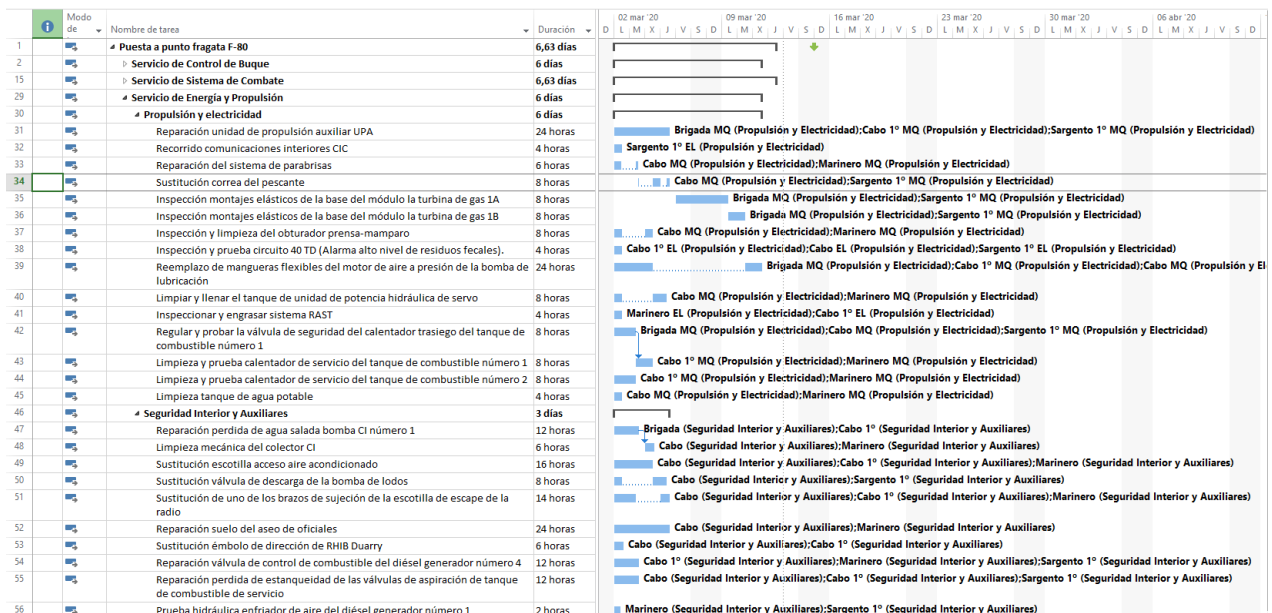 Modo de
Nombre de tarea
Duración
02 mar '20 09 mar '20 16 mar '20 23 mar '20 30 mar '20 06 abr '20
D L M X J V S D L M X J V S D L M X J V S D L M X J V S D L M X J V S D L M X J V S D
1 Puesta a punto fragata F-80 6,63 días
2 Servicio de Control de Buque 6 días
15 Servicio de Sistema de Combate 6,63 días
29 Servicio de Energía y Propulsión 6 días
30 Propulsión y electricidad 6 días
31 Reparación unidad de propulsión auxiliar UPA 24 horas Brigada MQ (Propulsión y Electricidad);Cabo 1º MQ (Propulsión y Electricidad);Sargento 1º MQ (Propulsión y Electricidad)
32 Recorrido comunicaciones interiores CIC 4 horas Sargento 1º EL (Propulsión y Electricidad)
33 Reparación del sistema de parabrisas 6 horas Cabo MQ (Propulsión y Electricidad);Marinero MQ (Propulsión y Electricidad)
34 Sustitución correa del pescante 8 horas Cabo MQ (Propulsión y Electricidad);Sargento 1º MQ (Propulsión y Electricidad)
35 Inspección montajes elásticos de la base del módulo la turbina de gas 1A 8 horas Brigada MQ (Propulsión y Electricidad);Sargento 1º MQ (Propulsión y Electricidad)
36 Inspección montajes elásticos de la base del módulo la turbina de gas 1B 8 horas Brigada MQ (Propulsión y Electricidad);Sargento 1º MQ (Propulsión y Electricidad)
37 Inspección y limpieza del obturador prensa-mamparo 8 horas Cabo MQ (Propulsión y Electricidad);Marinero MQ (Propulsión y Electricidad)
38 Inspección y prueba circuito 40 TD (Alarma alto nivel de residuos fecales). 4 horas Cabo 1º EL (Propulsión y Electricidad);Cabo EL (Propulsión y Electricidad);Sargento 1º EL (Propulsión y Electricidad)
39 Reemplazo de mangueras flexibles del motor de aire a presión de la bomba de 24 horas Brigada MQ (Propulsión y Electricidad);Cabo 1º MQ (Propulsión y Electricidad);Cabo MQ (Propulsión y El
lubricación
40 Limpiar y llenar el tanque de unidad de potencia hidráulica de servo 8 horas Cabo MQ (Propulsión y Electricidad);Marinero MQ (Propulsión y Electricidad)
41 Inspeccionar y engrasar sistema RAST 4 horas Marinero EL (Propulsión y Electricidad);Cabo 1º EL (Propulsión y Electricidad)
42 Regular y probar la válvula de seguridad del calentador trasiego del tanque de 8 horas Brigada MQ (Propulsión y Electricidad);Cabo MQ (Propulsión y Electricidad);Sargento 1º MQ (Propulsión y Electricidad)
combustible número 1
43 Limpieza y prueba calentador de servicio del tanque de combustible número 1 8 horas Cabo 1º MQ (Propulsión y Electricidad);Marinero MQ (Propulsión y Electricidad)
44 Limpieza y prueba calentador de servicio del tanque de combustible número 2 8 horas Cabo 1º MQ (Propulsión y Electricidad);Marinero MQ (Propulsión y Electricidad)
45 Limpieza tanque de agua potable 4 horas Cabo MQ (Propulsión y Electricidad);Marinero MQ (Propulsión y Electricidad)
46 Seguridad Interior y Auxiliares 3 días
47 Reparación perdida de agua salada bomba CI número 1 12 horas Brigada (Seguridad Interior y Auxiliares);Cabo 1º (Seguridad Interior y Auxiliares)
48 Limpieza mecánica del colector CI 6 horas Cabo (Seguridad Interior y Auxiliares);Marinero (Seguridad Interior y Auxiliares)
49 Sustitución escotilla acceso aire acondicionado 16 horas Cabo (Seguridad Interior y Auxiliares);Cabo 1º (Seguridad Interior y Auxiliares);Marinero (Seguridad Interior y Auxiliares)
50 Sustitución válvula de descarga de la bomba de lodos 8 horas Cabo (Seguridad Interior y Auxiliares);Sargento 1º (Seguridad Interior y Auxiliares)
51 Sustitución de uno de los brazos de sujeción de la escotilla de escape de la 14 horas Cabo (Seguridad Interior y Auxiliares);Cabo 1º (Seguridad Interior y Auxiliares);Marinero (Seguridad Interior y Auxiliares)
radio
52 Reparación suelo del aseo de oficiales 24 horas Cabo (Seguridad Interior y Auxiliares);Marinero (Seguridad Interior y Auxiliares)
53 Sustitución émbolo de dirección de RHIB Duarry 6 horas Cabo (Seguridad Interior y Auxiliares);Cabo 1º (Seguridad Interior y Auxiliares)
54 Reparación válvula de control de combustible del diésel generador número 4 12 horas Cabo 1º (Seguridad Interior y Auxiliares);Marinero (Seguridad Interior y Auxiliares);Sargento 1º (Seguridad Interior y Auxiliares)
55 Reparación perdida de estanqueidad de las válvulas de aspiración de tanque 12 horas Cabo (Seguridad Interior y Auxiliares);Cabo 1º (Seguridad Interior y Auxiliares);Sargento 1º (Seguridad Interior y Auxiliares)
de combustible de servicio
56 Prueba hidráulica enfriador de aire del diésel generador número 1 2 horas Marinero (Seguridad Interior y Auxiliares);Sargento 1º (Seguridad Interior y Auxiliares)